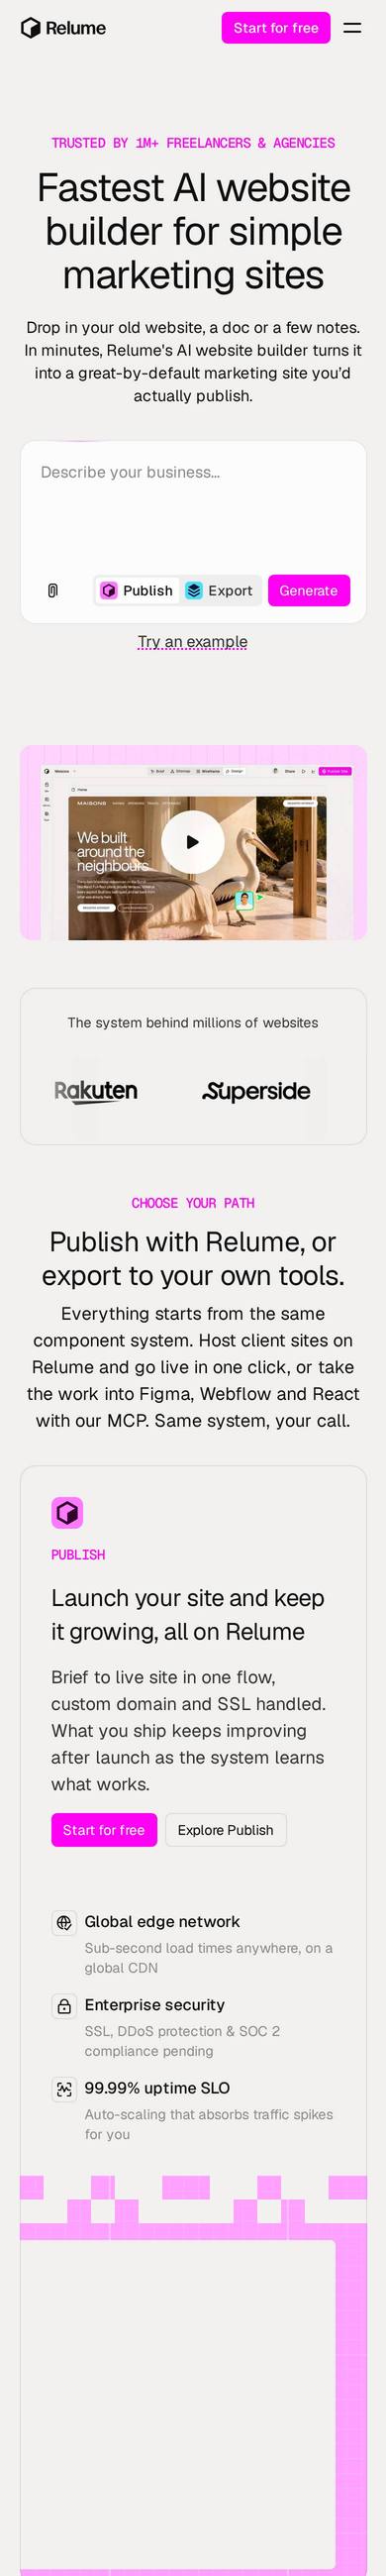 Relume
Start for free
TRUSTED BY 1M+ FREELANCERS & AGENCIES
Fastest AI website
builder for simple
marketing sites
Drop in your old website, a doc or a few notes.
In minutes, Relume's AI website builder turns it
into a great-by-default marketing site you'd
actually publish.
Describe your business...
Publish
Export
Generate
Try an example
MAISONS
We built
around the
neighbours
The system behind millions of websites
Rakuten
Superside
CHOOSE YOUR PATH
Publish with Relume, or
export to your own tools.
Everything starts from the same
component system. Host client sites on
Relume and go live in one click, or take
the work into Figma, Webflow and React
with our MCP. Same system, your call.
PUBLISH
Launch your site and keep
it growing, all on Relume
Brief to live site in one flow,
custom domain and SSL handled.
What you ship keeps improving
after launch as the system learns
what works.
Start for free
Explore Publish
Global edge network
Sub-second load times anywhere, on a
global CDN
Enterprise security
SSL, DDoS protection & SOC 2
compliance pending
99.99% uptime SLO
Auto-scaling that absorbs traffic spikes
for you